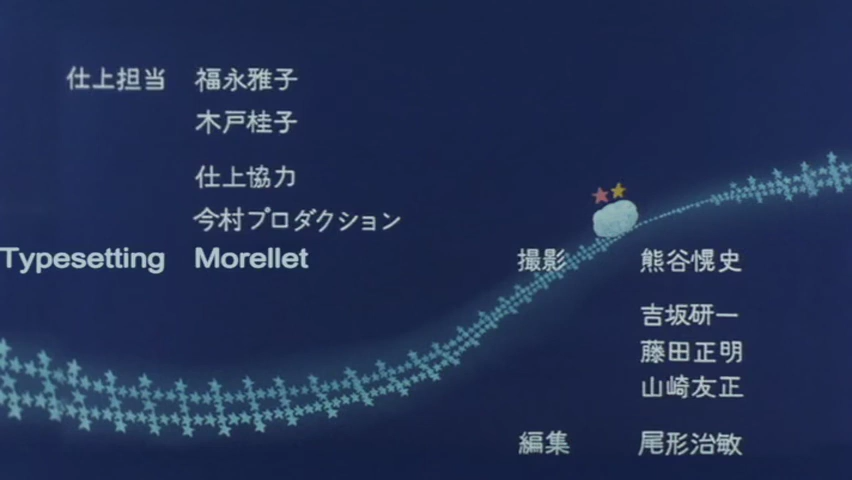 仕上担当 福永雅子
木戸桂子
仕上協力
今村プロダクション
Typesetting Morellet
撮影 熊谷幌史
吉坂研一
藤田正明
山崎友正
編集 尾形治敏